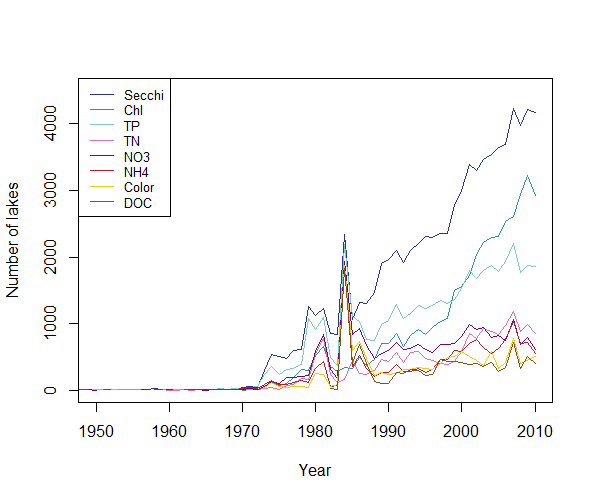 Secchi
Chl
TP
TN
NO3
NH4
Color
DOC
Number of lakes
4000
3000
2000
1000
0
1950 1960 1970 1980 1990 2000 2010
Year